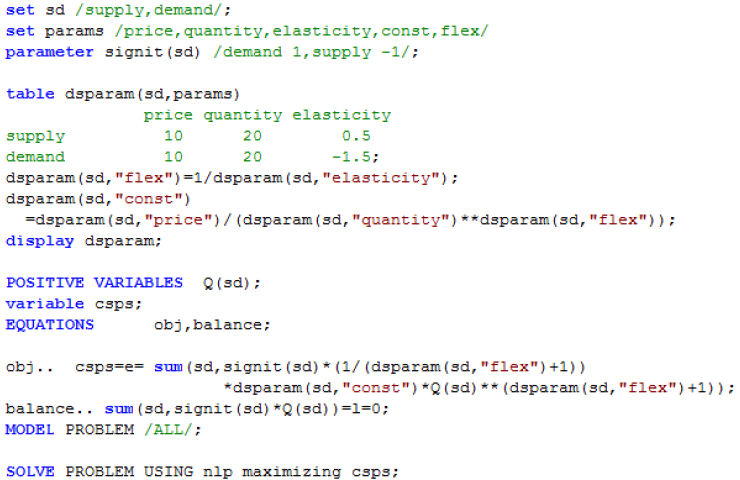 set sd /supply,demand/;
set params /price,quantity,elasticity,const,flex/
parameter signit(sd) /demand 1,supply -1/;
table dsparam(sd,params)
price quantity elasticity
supply 10 20 0.5
demand 10 20 -1.5;
dsparam(sd,"flex")=1/dsparam(sd,"elasticity");
dsparam(sd,"const")
=dsparam(sd,"price")/(dsparam(sd,"quantity")**dsparam(sd,"flex"));
display dsparam;
POSITIVE VARIABLES Q(sd);
variable csps;
EQUATIONS obj,balance;
obj.. csps=e= sum(sd,signit(sd)*(1/(dsparam(sd,"flex")+1))
*dsparam(sd,"const")*Q(sd)**(dsparam(sd,"flex")+1));
balance.. sum(sd,signit(sd)*Q(sd))=l=0;
MODEL PROBLEM /ALL/;
SOLVE PROBLEM USING nlp maximizing csps;